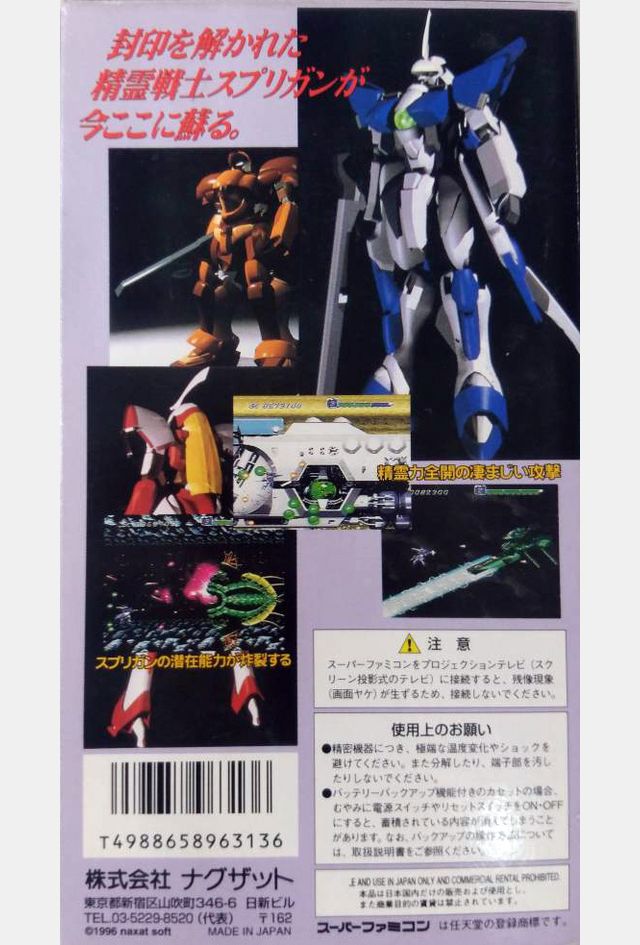 封印を解かれた
精霊戦士スプリガンが
今ここに蘇る。
精霊力全開の凄まじい攻撃
スプリガンの潜在能力が炸裂する
注意
スーパーファミコンをプロジェクションテレビ（スク
リーン投影式のテレビ）に接続すると、残像現象
（画面ヤケ）が生ずるため、接続しないでください。
使用上のお願い
●精密機器につき、極端な温度変化やショックを
避けてください。また分解したり、端子部を汚し
たりしないでください。
●バッテリーバックアップ機能付きのカセットの場合、
むやみに電源スイッチやリセットスイッチをON・OFF
にすると、蓄積されている内容が消えてしまうこと
があります。なお、バックアップの操作方法について
は、取扱説明書をご参照ください。
T4988658963136
株式会社 ナグザット
東京都新宿区山吹町346-6 日新ビル
TEL.03-5229-8520（代表） 〒162
©1996 naxat soft MADE IN JAPAN
E AND USE IN JAPAN ONLY AND COMMERCIAL RENTAL PROHIBITED.
本品は日本国内だけの販売および使用とし、
また商業目的の賃貸は禁止されています。
スーパーファミコン は任天堂の登録商標です。